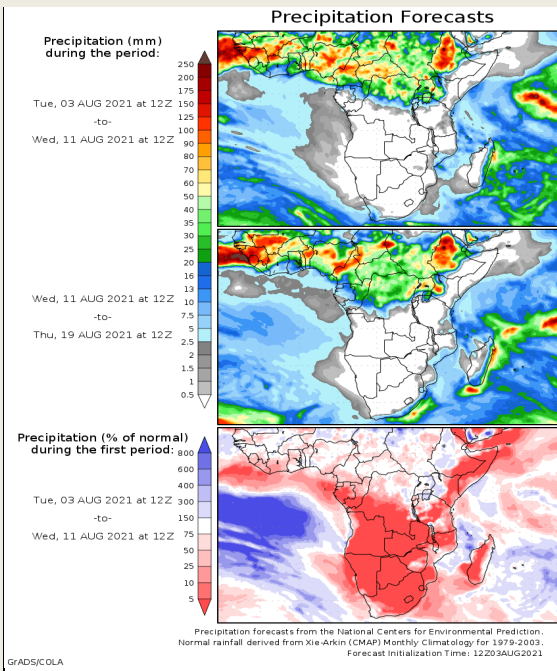 Precipitation Forecasts
Precipitation (mm)
during the period:
Tue, 03 AUG 2021 at 12Z
-to-
Wed, 11 AUG 2021 at 12Z
250
200
175
150
125
100
90
80
70
60
50
40
35
30
25
20
16
13
10
7.5
5
2.5
2
1.5
1
0.5
Wed, 11 AUG 2021 at 12Z
-to-
Thu, 19 AUG 2021 at 12Z
Precipitation (% of normal)
during the first period:
Tue, 03 AUG 2021 at 12Z
-to-
Wed, 11 AUG 2021 at 12Z
800
600
400
300
150
75
50
25
10
5
Precipitation forecasts from the National Centers for Environmental Prediction.
Normal rainfall derived from Xie-Arkin (CMAP) Monthly Climatology for 1979-2003.
Forecast Initialization Time: 12Z03AUG2021
GrADS/COLA